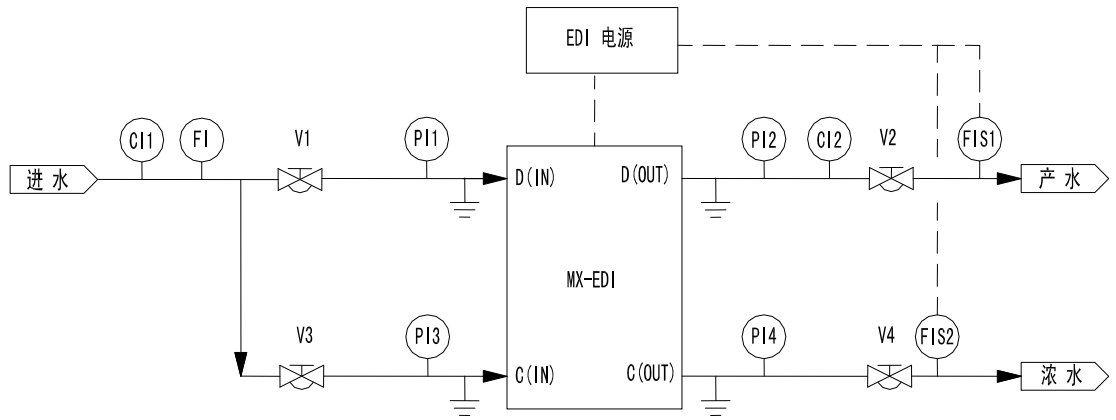 EDI 电源
CI1
FI
V1
PI1
PI2
CI2
V2
FIS1
进水
D(IN)
D(OUT)
产水
MX-EDI
V3
PI3
PI4
V4
FIS2
C(IN)
C(OUT)
浓水